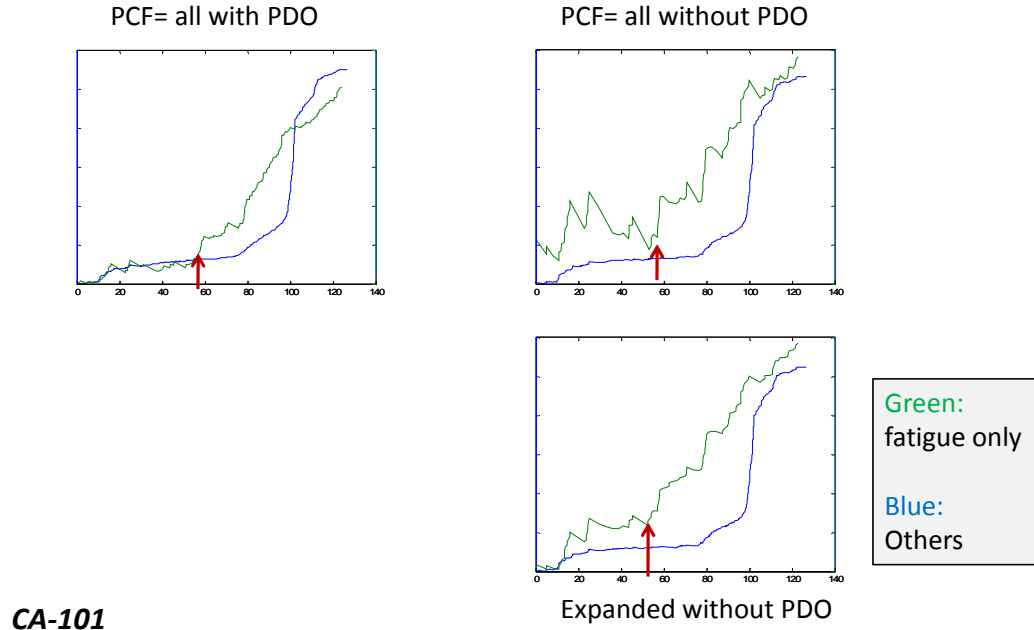 PCF= all with PDO
PCF= all without PDO
0 20 40 60 80 100 120 140
0 20 40 60 80 100 120 140
0 20 40 60 80 100 120 140
Green:
fatigue only
Blue:
Others
Expanded without PDO
CA-101